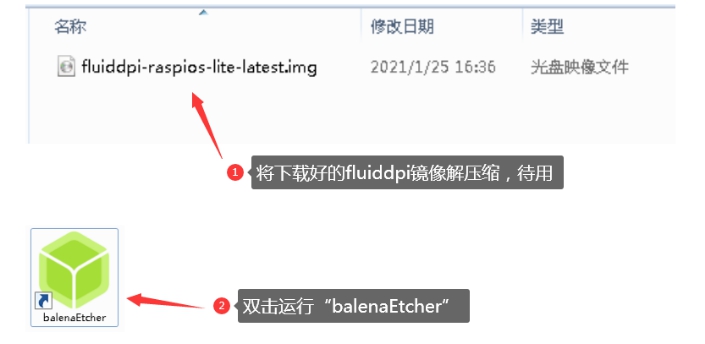 名称 修改日期 类型
fluiddpi-raspios-lite-latest.img 2021/1/25 16:36 光盘映像文件
1 将下载好的fluiddpi镜像解压缩，待用
2 双击运行“balenaEtcher”
balenaEtcher